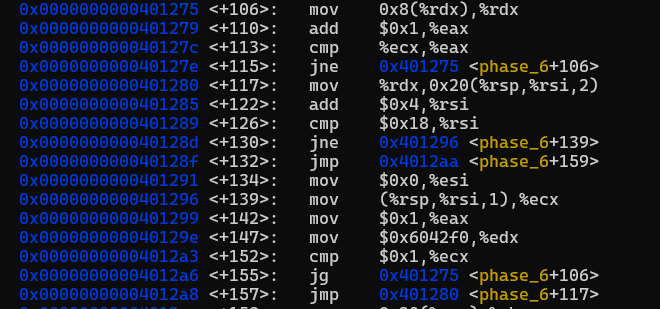 0x0000000000401275 <+106>: mov 0x8(%rdx),%rdx
0x0000000000401279 <+110>: add $0x1,%eax
0x000000000040127c <+113>: cmp %ecx,%eax
0x000000000040127e <+115>: jne 0x401275 <phase_6+106>
0x0000000000401280 <+117>: mov %rdx,0x20(%rsp,%rsi,2)
0x0000000000401285 <+122>: add $0x4,%rsi
0x0000000000401289 <+126>: cmp $0x18,%rsi
0x000000000040128d <+130>: jne 0x401296 <phase_6+139>
0x000000000040128f <+132>: jmp 0x4012aa <phase_6+159>
0x0000000000401291 <+134>: mov $0x0,%esi
0x0000000000401296 <+139>: mov (%rsp,%rsi,1),%ecx
0x0000000000401299 <+142>: mov $0x1,%eax
0x000000000040129e <+147>: mov $0x6042f0,%edx
0x00000000004012a3 <+152>: cmp $0x1,%ecx
0x00000000004012a6 <+155>: jg 0x401275 <phase_6+106>
0x00000000004012a8 <+157>: jmp 0x401280 <phase_6+117>